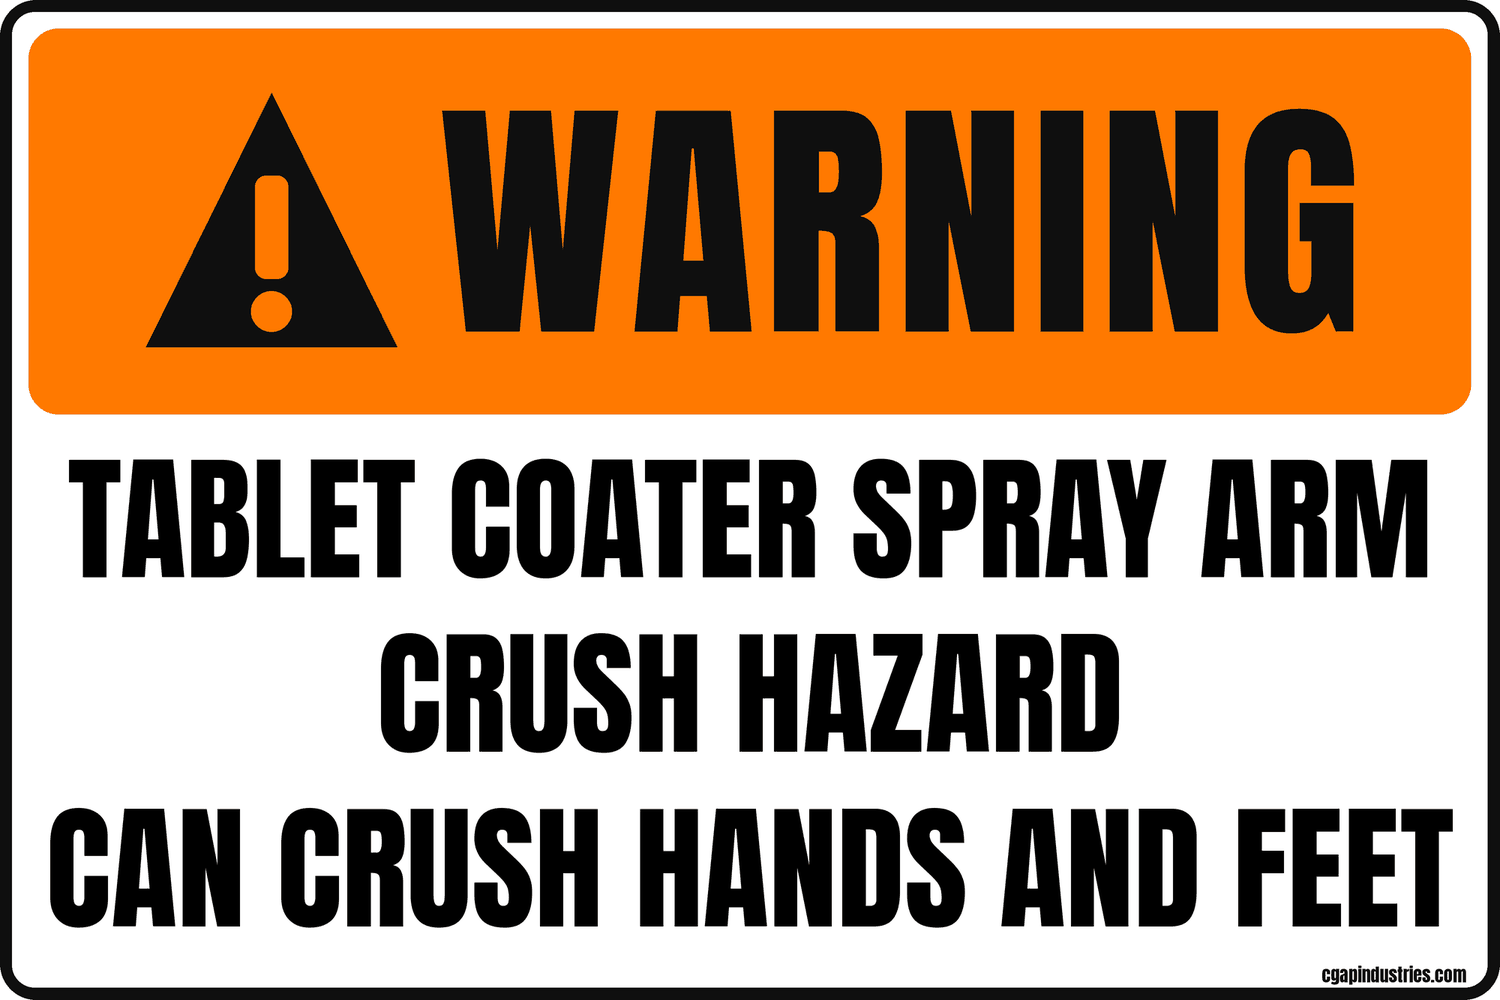 WARNING
TABLET COATER SPRAY ARM
CRUSH HAZARD
CAN CRUSH HANDS AND FEET
cgapindustries.com